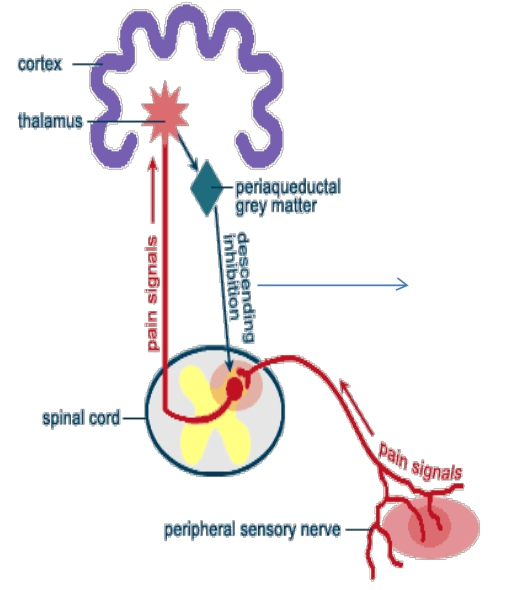 cortex
thalamus
periaqueductal
grey matter
descending
inhibition
pain signals
spinal cord
pain signals
peripheral sensory nerve